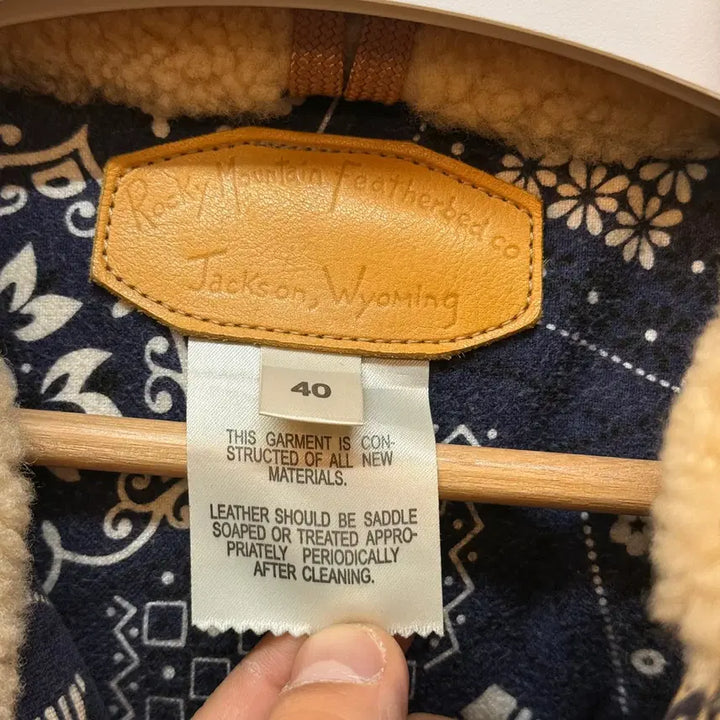 Rocky Mountain Featherbed co
Jackson, Wyoming
40
THIS GARMENT IS CON-
STRUCTED OF ALL NEW
MATERIALS.
LEATHER SHOULD BE SADDLE
SOAPED OR TREATED APPRO-
PRIATELY PERIODICALLY
AFTER CLEANING.